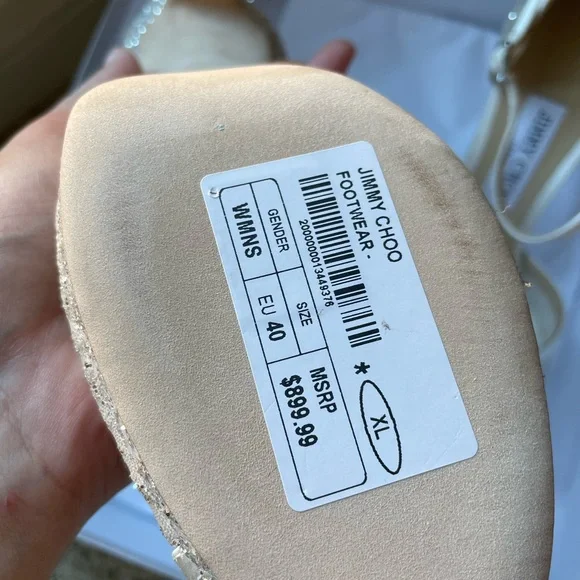 JIMMY CHOO
FOOTWEAR -
2000000013449376
GENDER
SIZE
MSRP
WMNS
EU 40
$899.99
* XL